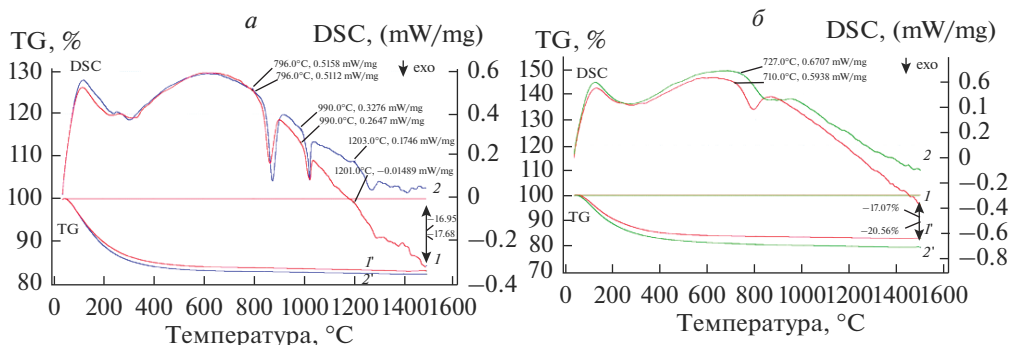 а
TG, %
DSC, (mW/mg)
130
120
110
100
90
80
DSC
TG
796.0°C, 0.5158 mW/mg
796.0°C, 0.5112 mW/mg
exo
990.0°C, 0.3276 mW/mg
990.0°C, 0.2647 mW/mg
1203.0°C, 0.1746 mW/mg
1201.0°C, −0.01489 mW/mg
2
−16.95
−17.68
1
1'
2'
0.6
0.4
0.2
0
−0.2
−0.4
0 200 400 600 800 1000 1200 1400 1600
Температура, °C
б
TG, %
DSC, (mW/mg)
150
140
130
120
110
100
90
80
70
DSC
TG
727.0°C, 0.6707 mW/mg
710.0°C, 0.5938 mW/mg
exo
2
1
−17.07%
−20.56%
1'
2'
0.6
0.4
0.2
0
−0.2
−0.4
−0.6
−0.8
0 200 400 600 800 1000 1200 1400 1600
Температура, °C